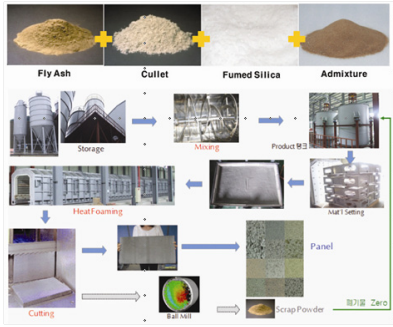 Fly Ash
Cullet
Fumed Silica
Admixture
Storage
Mixing
Product 탱크
Heat Foaming
Mat'l Setting
Cutting
Panel
Ball Mill
Scrap Powder
폐기물 Zero